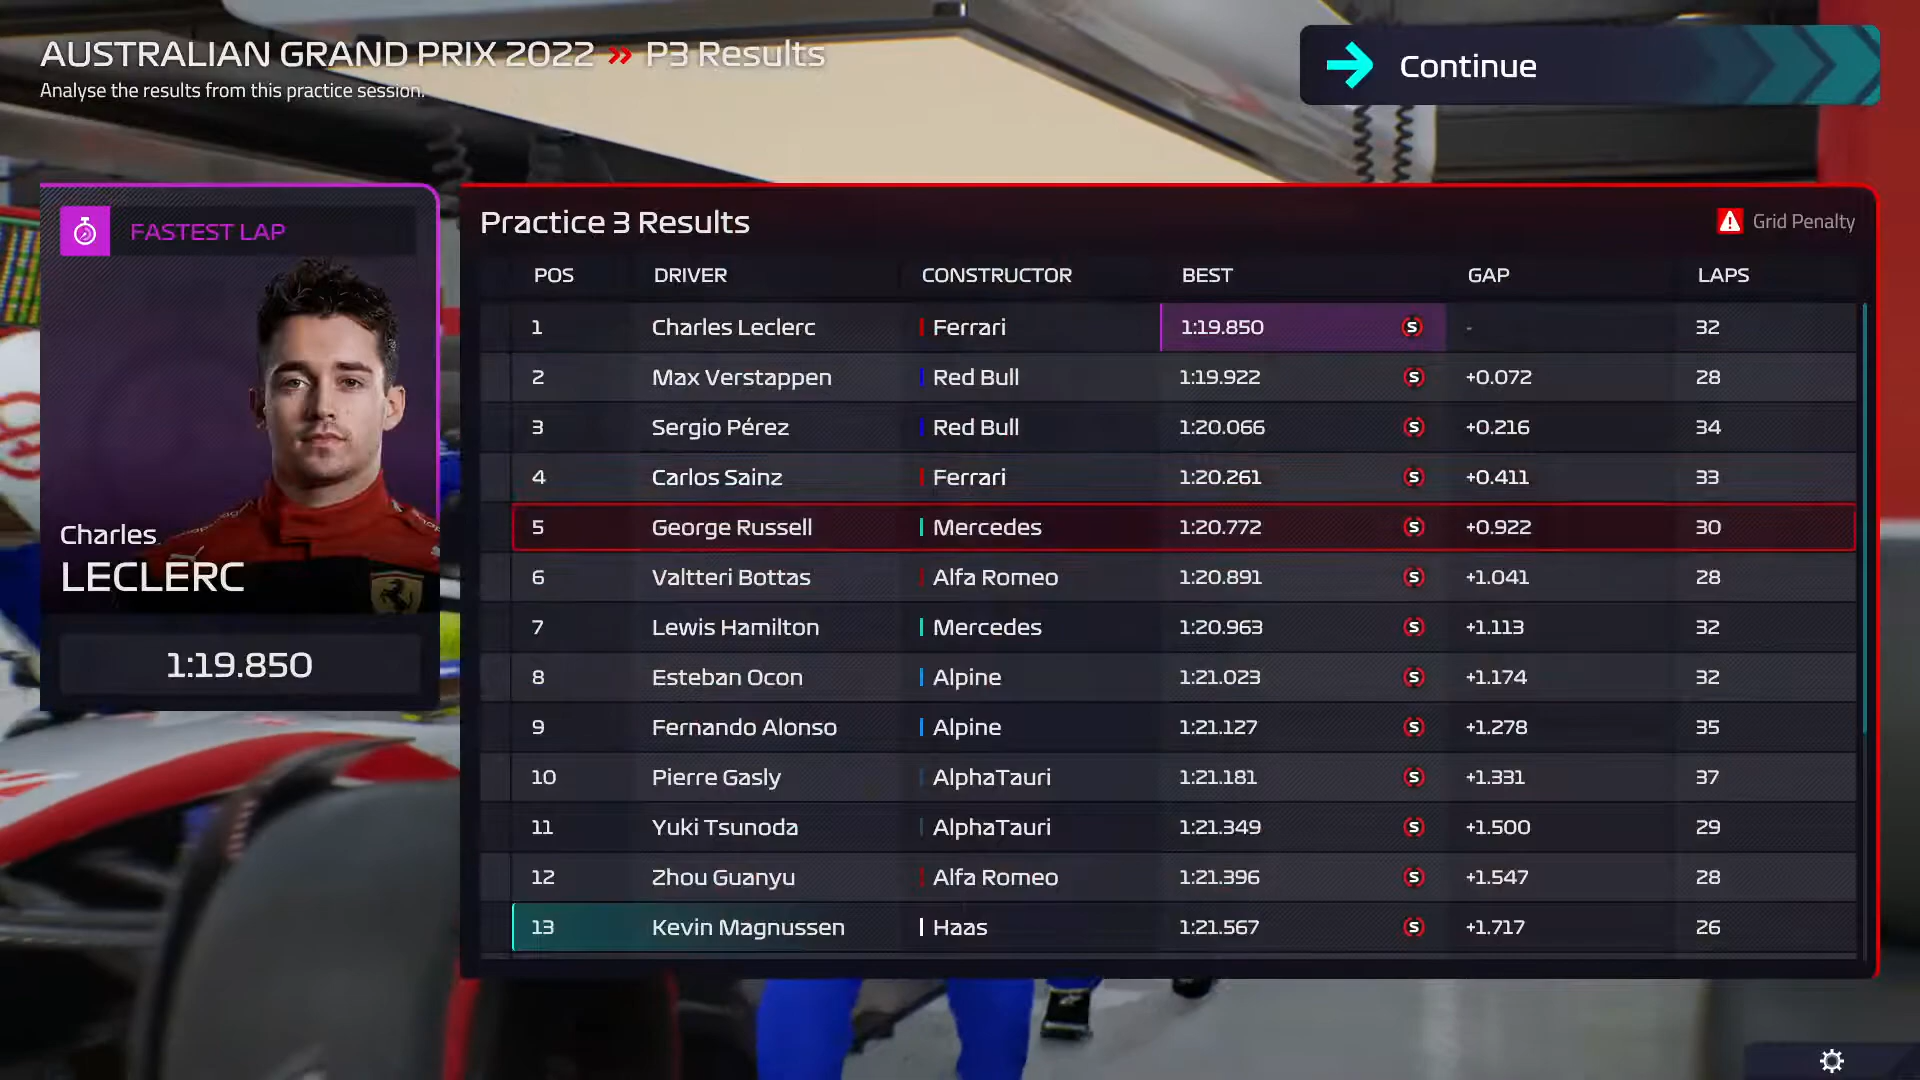 AUSTRALIAN GRAND PRIX 2022 » P3 Results
Analyse the results from this practice session.
Continue
FASTEST LAP
Charles
LECLERC
1:19.850
Practice 3 Results
Grid Penalty
POS DRIVER CONSTRUCTOR BEST GAP LAPS
1 Charles Leclerc Ferrari 1:19.850 S - 32
2 Max Verstappen Red Bull 1:19.922 S +0.072 28
3 Sergio Pérez Red Bull 1:20.066 S +0.216 34
4 Carlos Sainz Ferrari 1:20.261 S +0.411 33
5 George Russell Mercedes 1:20.772 S +0.922 30
6 Valtteri Bottas Alfa Romeo 1:20.891 S +1.041 28
7 Lewis Hamilton Mercedes 1:20.963 S +1.113 32
8 Esteban Ocon Alpine 1:21.023 S +1.174 32
9 Fernando Alonso Alpine 1:21.127 S +1.278 35
10 Pierre Gasly AlphaTauri 1:21.181 S +1.331 37
11 Yuki Tsunoda AlphaTauri 1:21.349 S +1.500 29
12 Zhou Guanyu Alfa Romeo 1:21.396 S +1.547 28
13 Kevin Magnussen Haas 1:21.567 S +1.717 26